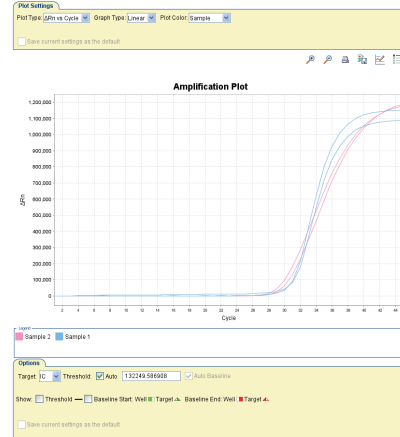 Plot Settings
Plot Type: ΔRn vs Cycle Graph Type: Linear Plot Color: Sample
Save current settings as the default
Amplification Plot
1,200,000
1,100,000
1,000,000
900,000
800,000
700,000
600,000
500,000
400,000
300,000
200,000
100,000
0
ΔRn
2 4 6 8 10 12 14 16 18 20 22 24 26 28 30 32 34 36 38 40 42 44
Cycle
Legend
Sample 2 Sample 1
Options
Target: IC Threshold: Auto 132249.586908 Auto Baseline
Show: Threshold Baseline Start: Well Target Baseline End: Well Target
Save current settings as the default